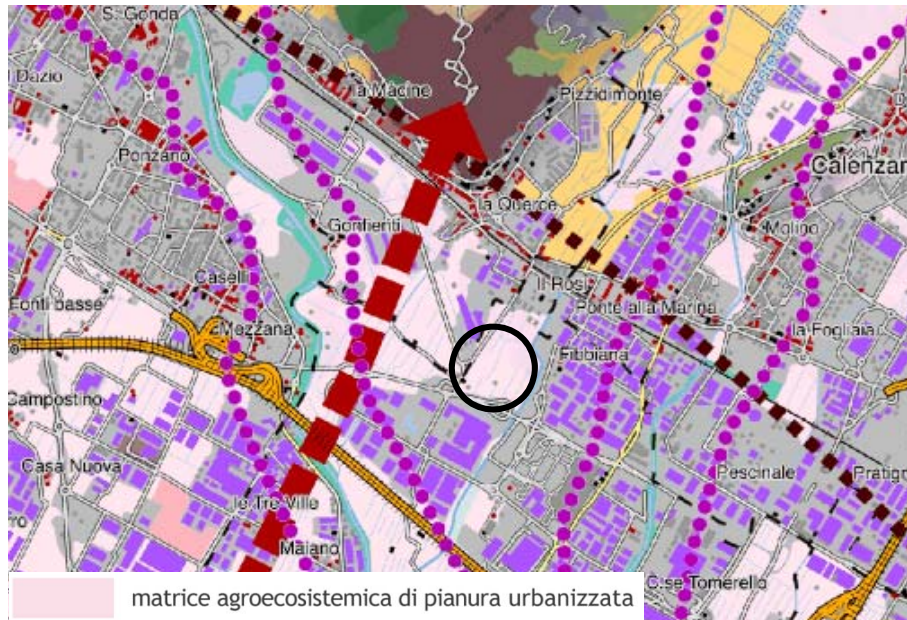 S. Gonda
Dazio
la Macine
Pizzidimonte
Ponzano
Calenzar
la Querce
Gonfienti
Molino
Caselli
Il Rosi
Fonti basse
Mezzana
Ponte alla Marina
la Fogliaia
Fibbiana
Campostino
Casa Nuova
Pescinale
Pratign
le Tre Ville
Maiano
C.se Tomerello
matrice agroecosistemica di pianura urbanizzata